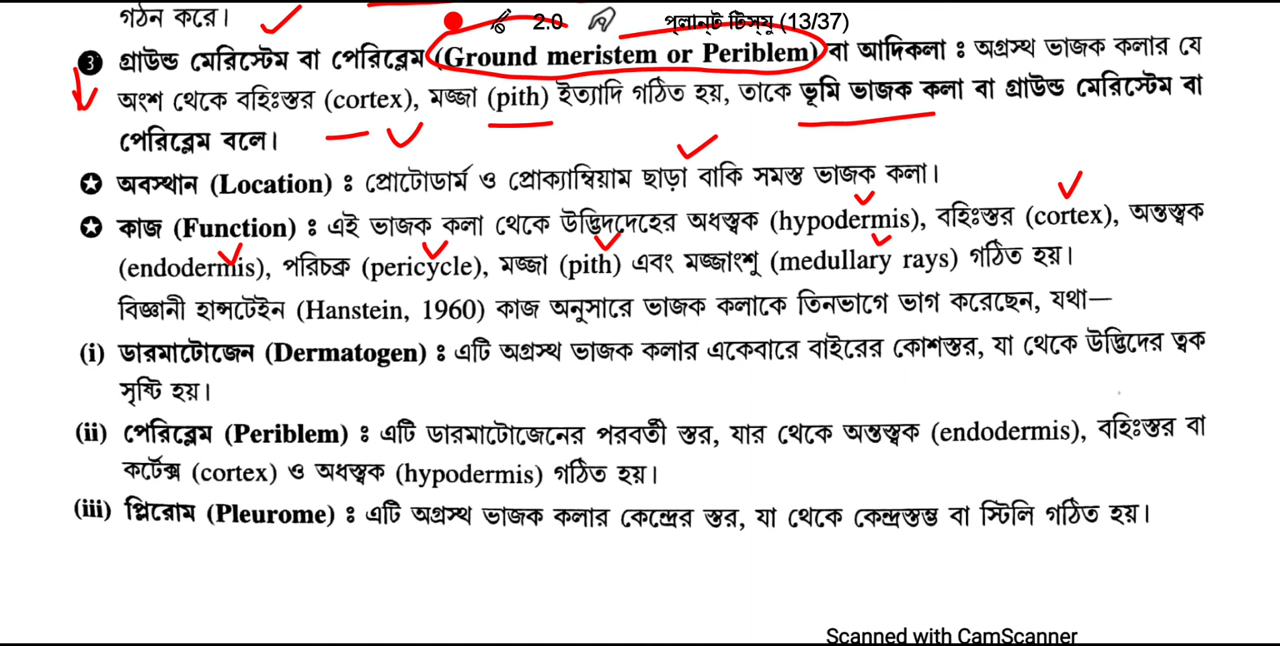 গঠন করে।
2.0 প্লান্ট টিস্যু (13/37)
3 গ্রাউন্ড মেরিস্টেম বা পেরিব্লেম (Ground meristem or Periblem) বা আদিকলা : অগ্রস্থ ভাজক কলার যে
অংশ থেকে বহিঃস্তর (cortex), মজ্জা (pith) ইত্যাদি গঠিত হয়, তাকে ভূমি ভাজক কলা বা গ্রাউন্ড মেরিস্টেম বা
পেরিব্লেম বলে।
✪ অবস্থান (Location) : প্রোটোডার্ম ও প্রোক্যাম্বিয়াম ছাড়া বাকি সমস্ত ভাজক কলা।
✪ কাজ (Function) : এই ভাজক কলা থেকে উদ্ভিদদেহের অধস্ত্বক (hypodermis), বহিঃস্তর (cortex), অন্তস্ত্বক
(endodermis), পরিচক্র (pericycle), মজ্জা (pith) এবং মজ্জাংশু (medullary rays) গঠিত হয়।
বিজ্ঞানী হান্সটেইন (Hanstein, 1960) কাজ অনুসারে ভাজক কলাকে তিনভাগে ভাগ করেছেন, যথা—
(i) ডারমাটোজেন (Dermatogen) : এটি অগ্রস্থ ভাজক কলার একেবারে বাইরের কোশস্তর, যা থেকে উদ্ভিদের ত্বক
সৃষ্টি হয়।
(ii) পেরিব্লেম (Periblem) : এটি ডারমাটোজেনের পরবর্তী স্তর, যার থেকে অন্তস্ত্বক (endodermis), বহিঃস্তর বা
কর্টেক্স (cortex) ও অধস্ত্বক (hypodermis) গঠিত হয়।
(iii) প্লিরোম (Pleurome) : এটি অগ্রস্থ ভাজক কলার কেন্দ্রের স্তর, যা থেকে কেন্দ্রস্তম্ভ বা স্টিলি গঠিত হয়।
Scanned with CamScanner